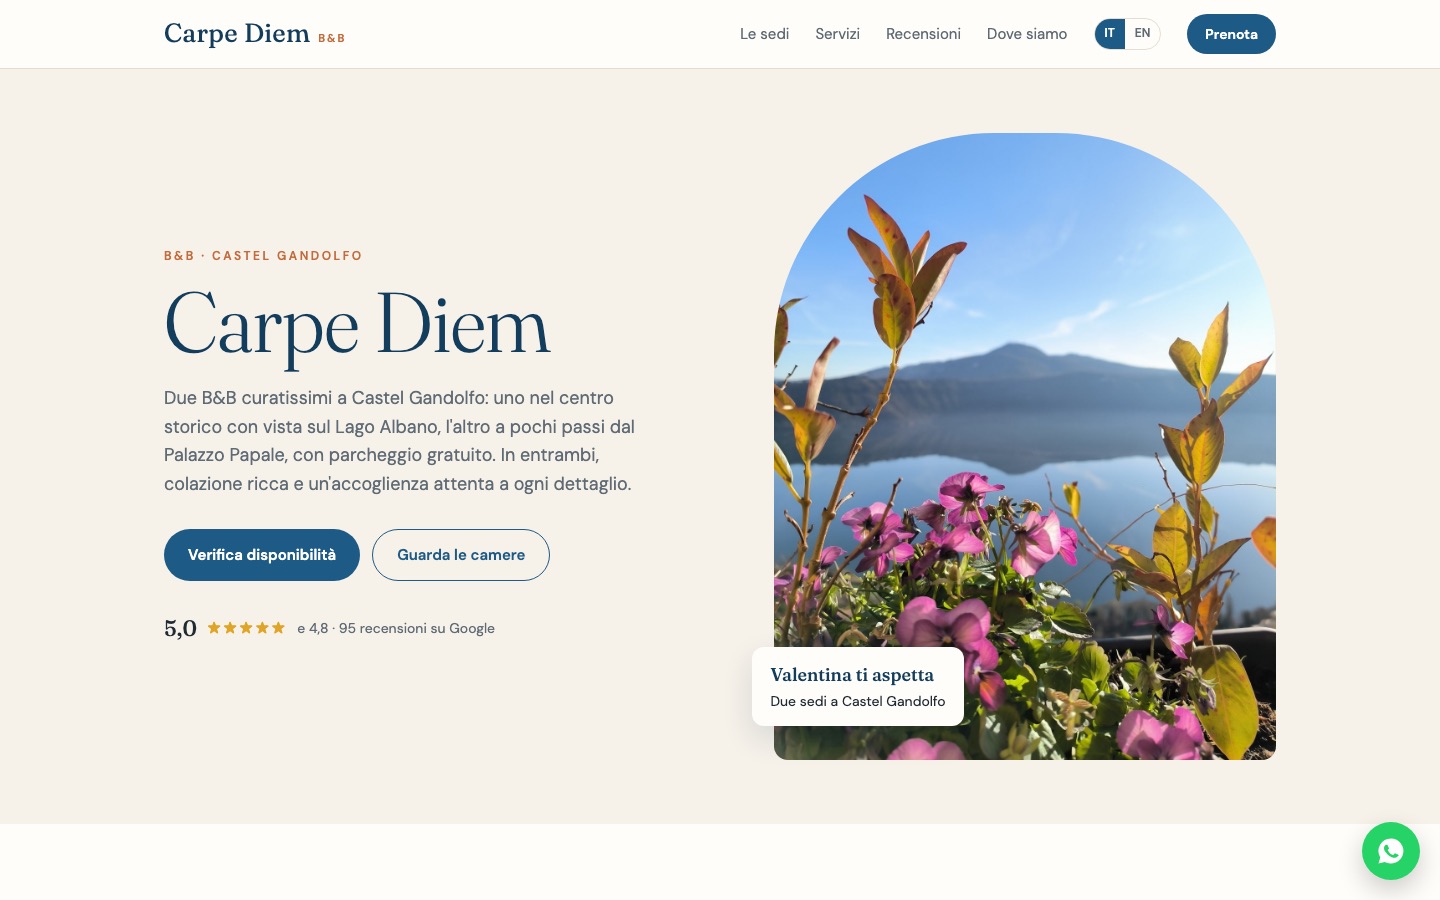 Carpe Diem B&B
Le sedi
Servizi
Recensioni
Dove siamo
IT
EN
Prenota
B&B · CASTEL GANDOLFO
Carpe Diem
Due B&B curatissimi a Castel Gandolfo: uno nel centro
storico con vista sul Lago Albano, l'altro a pochi passi dal
Palazzo Papale, con parcheggio gratuito. In entrambi,
colazione ricca e un'accoglienza attenta a ogni dettaglio.
Verifica disponibilità
Guarda le camere
5,0 ★★★★★ e 4,8 · 95 recensioni su Google
Valentina ti aspetta
Due sedi a Castel Gandolfo